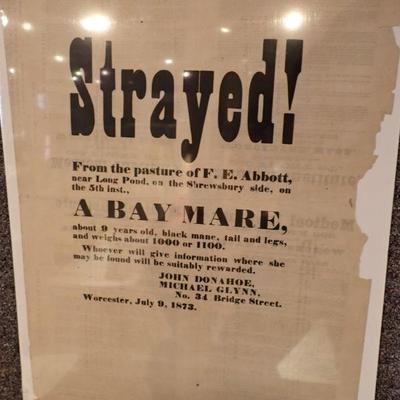 Strayed!
From the pasture of F. E. Abbott,
near Long Pond, on the Shrewsbury side, on
the 5th inst.,
A BAY MARE,
about 9 years old, black mane, tail and legs,
and weighs about 1000 or 1100.
Whoever will give information where she
may be found will be suitably rewarded.
JOHN DONAHOE,
MICHAEL GLYNN,
No. 34 Bridge Street.
Worcester, July 9, 1873.